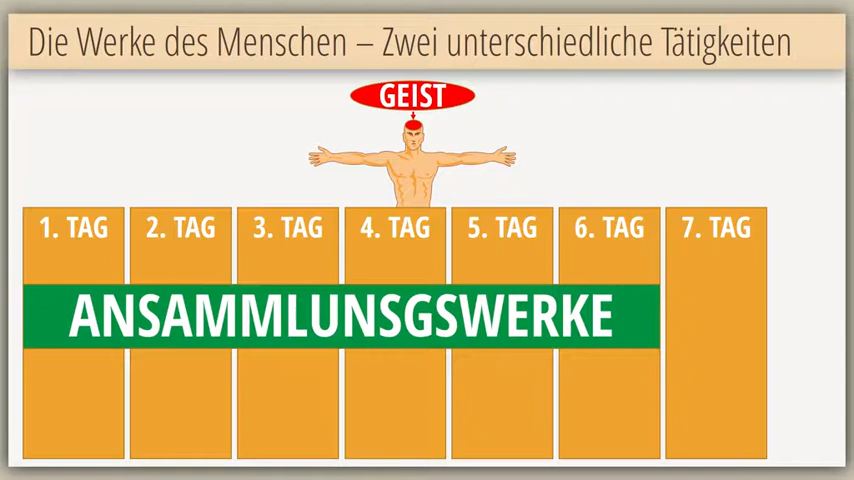 Die Werke des Menschen – Zwei unterschiedliche Tätigkeiten
GEIST
1. TAG 2. TAG 3. TAG 4. TAG 5. TAG 6. TAG 7. TAG
ANSAMMLUNSGSWERKE